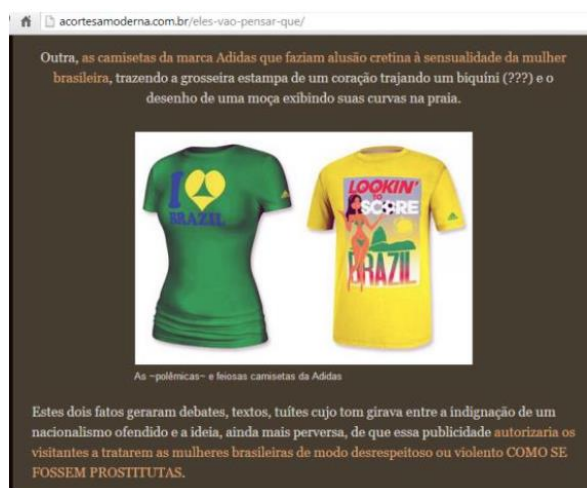 acortesamoderna.com.br/eles-vao-pensar-que/
Outra, as camisetas da marca Adidas que faziam alusão cretina à sensualidade da mulher
brasileira, trazendo a grosseira estampa de um coração trajando um biquíni (???) e o
desenho de uma moça exibindo suas curvas na praia.
I
BRAZIL
LOOKIN'
TO
SCORE
BRAZIL
As ~polêmicas~ e feiosas camisetas da Adidas
Estes dois fatos geraram debates, textos, tuítes cujo tom girava entre a indignação de um
nacionalismo ofendido e a ideia, ainda mais perversa, de que essa publicidade autorizaria os
visitantes a tratarem as mulheres brasileiras de modo desrespeitoso ou violento COMO SE
FOSSEM PROSTITUTAS.